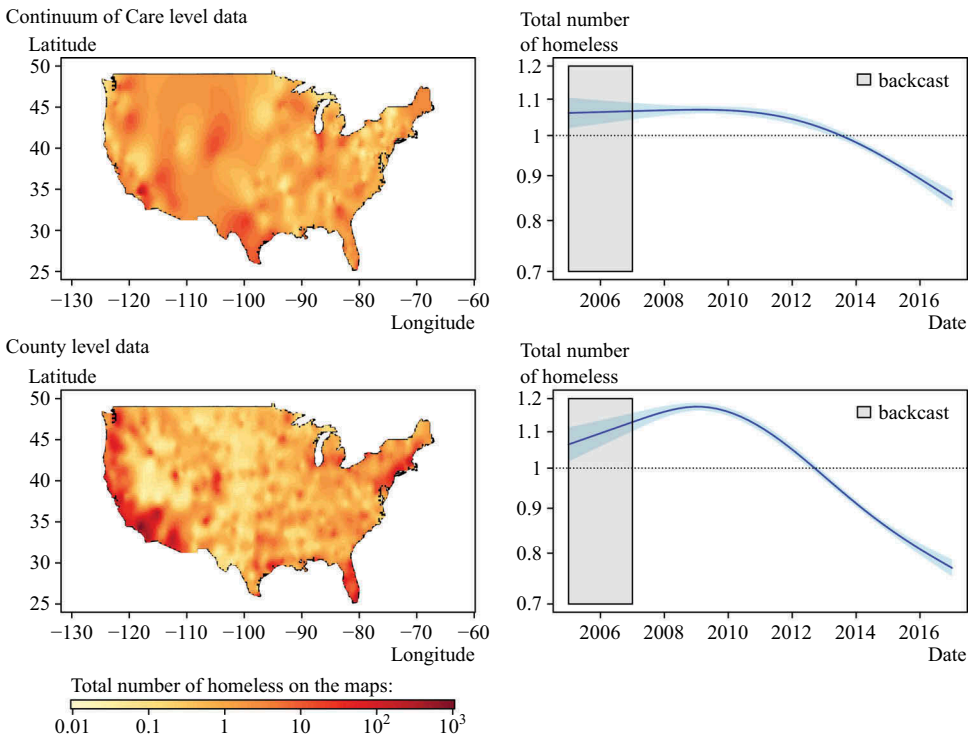 Continuum of Care level data
Latitude
50
45
40
35
30
25
−130 −120 −110 −100 −90 −80 −70 −60
Longitude
Total number
of homeless
1.2
1.1
1
0.9
0.8
0.7
backcast
2006 2008 2010 2012 2014 2016
Date
County level data
Latitude
50
45
40
35
30
25
−130 −120 −110 −100 −90 −80 −70 −60
Longitude
Total number
of homeless
1.2
1.1
1
0.9
0.8
0.7
backcast
2006 2008 2010 2012 2014 2016
Date
Total number of homeless on the maps:
0.01 0.1 1 10 10² 10³